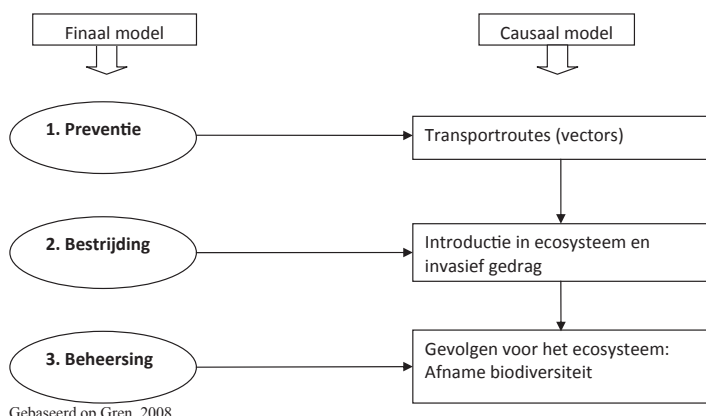 Finaal model
Causaal model
1. Preventie
Transportroutes (vectors)
2. Bestrijding
Introductie in ecosysteem en
invasief gedrag
3. Beheersing
Gevolgen voor het ecosysteem:
Afname biodiversiteit
Gebaseerd op Gren, 2008